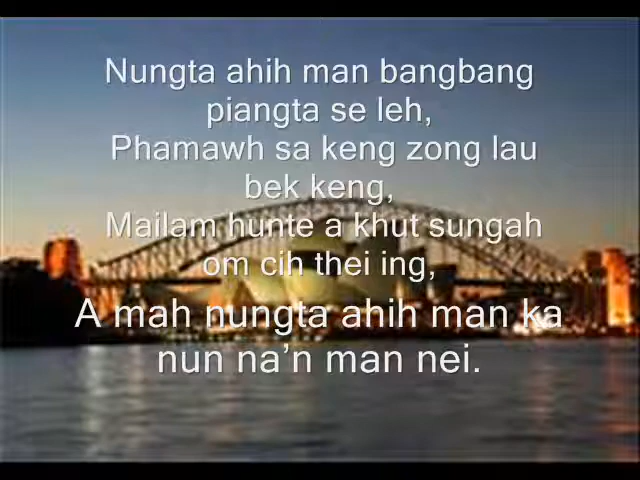 Nungta ahih man bangbang
piangta se leh,
Phamawh sa keng zong lau
bek keng,
Mailam hunte a khut sungah
om cih thei ing,
A mah nungta ahih man ka
nun na’n man nei.